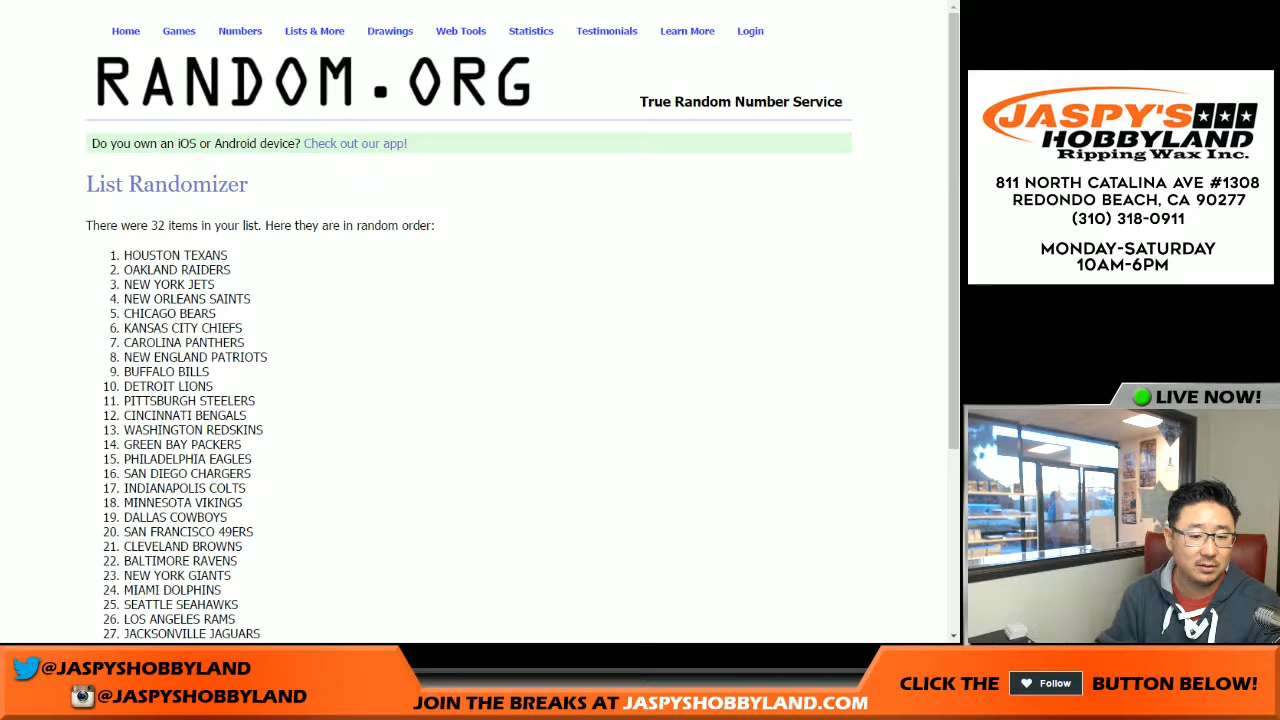 Home Games Numbers Lists & More Drawings Web Tools Statistics Testimonials Learn More Login
RANDOM.ORG
True Random Number Service
Do you own an iOS or Android device? Check out our app!
List Randomizer
There were 32 items in your list. Here they are in random order:
1. HOUSTON TEXANS
2. OAKLAND RAIDERS
3. NEW YORK JETS
4. NEW ORLEANS SAINTS
5. CHICAGO BEARS
6. KANSAS CITY CHIEFS
7. CAROLINA PANTHERS
8. NEW ENGLAND PATRIOTS
9. BUFFALO BILLS
10. DETROIT LIONS
11. PITTSBURGH STEELERS
12. CINCINNATI BENGALS
13. WASHINGTON REDSKINS
14. GREEN BAY PACKERS
15. PHILADELPHIA EAGLES
16. SAN DIEGO CHARGERS
17. INDIANAPOLIS COLTS
18. MINNESOTA VIKINGS
19. DALLAS COWBOYS
20. SAN FRANCISCO 49ERS
21. CLEVELAND BROWNS
22. BALTIMORE RAVENS
23. NEW YORK GIANTS
24. MIAMI DOLPHINS
25. SEATTLE SEAHAWKS
26. LOS ANGELES RAMS
27. JACKSONVILLE JAGUARS
JASPY'S
HOBBYLAND
Ripping Wax Inc.
811 NORTH CATALINA AVE #1308
REDONDO BEACH, CA 90277
(310) 318-0911
MONDAY-SATURDAY
10AM-6PM
LIVE NOW!
@JASPYSHOBBYLAND
@JASPYSHOBBYLAND
JOIN THE BREAKS AT JASPYSHOBBYLAND.COM
CLICK THE Follow BUTTON BELOW!